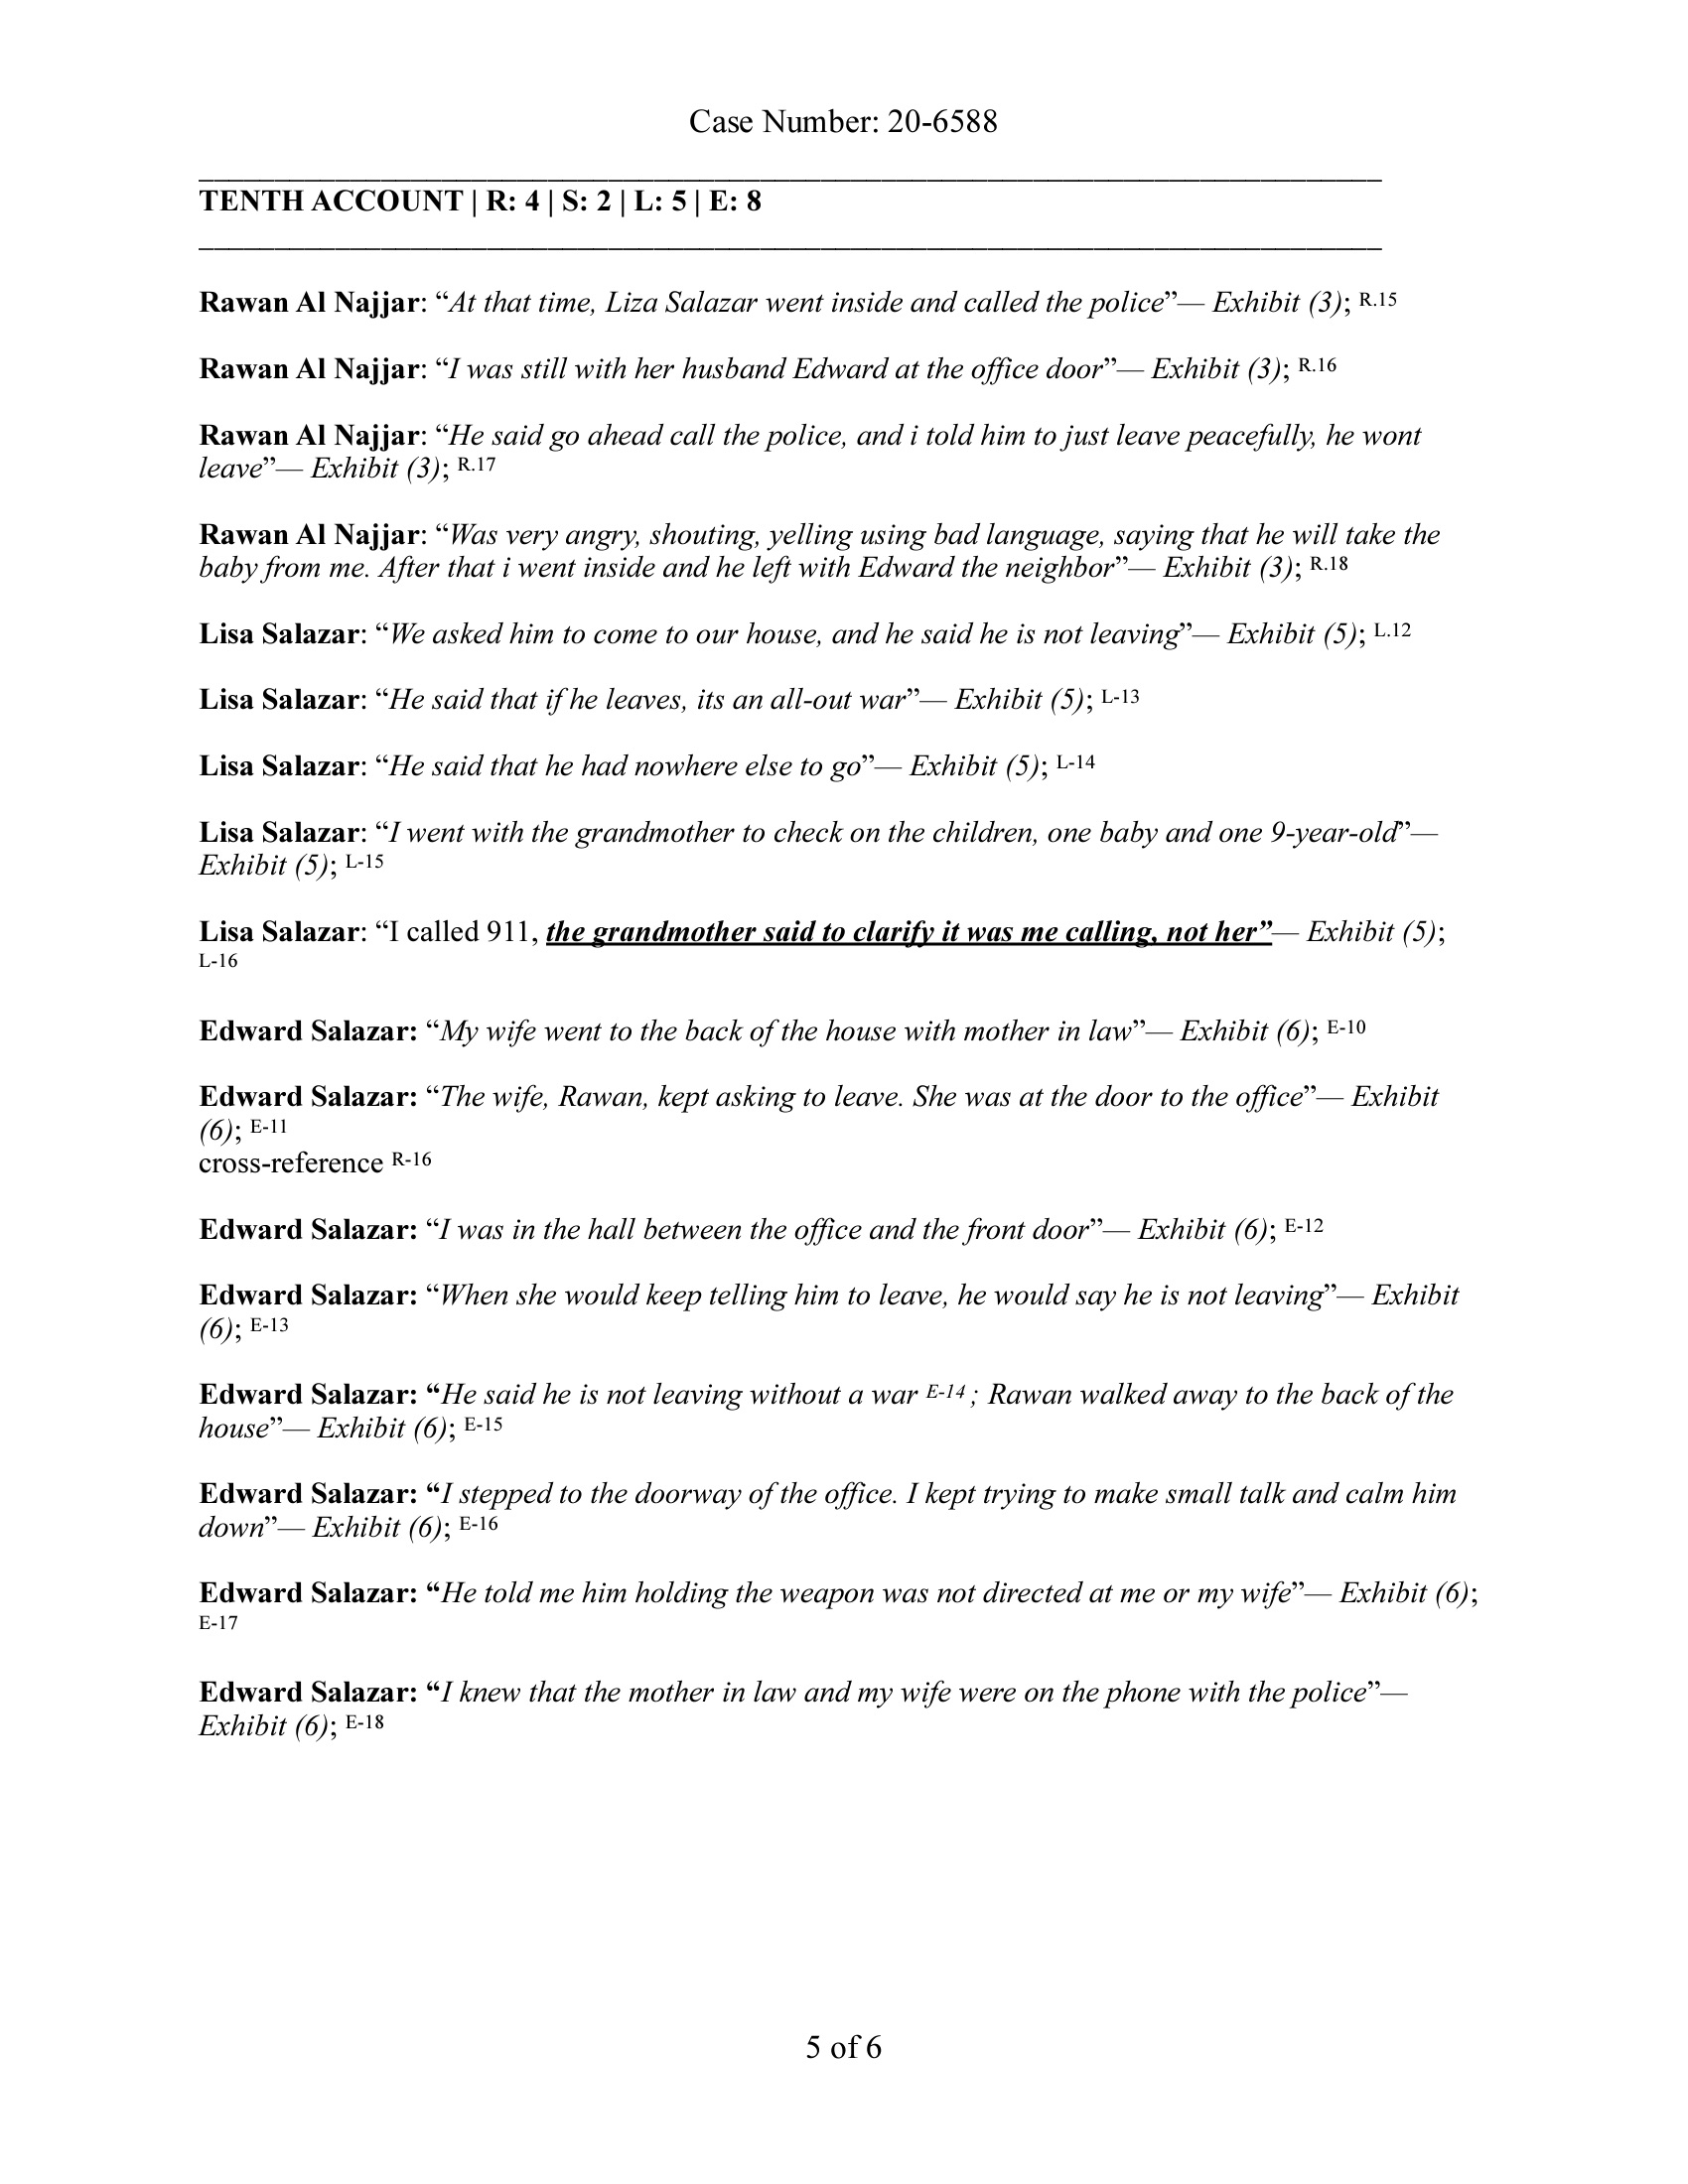 Case Number: 20-6588
TENTH ACCOUNT | R: 4 | S: 2 | L: 5 | E: 8
Rawan Al Najjar: “At that time, Liza Salazar went inside and called the police”— Exhibit (3); R.15
Rawan Al Najjar: “I was still with her husband Edward at the office door”— Exhibit (3); R.16
Rawan Al Najjar: “He said go ahead call the police, and i told him to just leave peacefully, he wont
leave”— Exhibit (3); R.17
Rawan Al Najjar: “Was very angry, shouting, yelling using bad language, saying that he will take the
baby from me. After that i went inside and he left with Edward the neighbor”— Exhibit (3); R.18
Lisa Salazar: “We asked him to come to our house, and he said he is not leaving”— Exhibit (5); L.12
Lisa Salazar: “He said that if he leaves, its an all-out war”— Exhibit (5); L-13
Lisa Salazar: “He said that he had nowhere else to go”— Exhibit (5); L-14
Lisa Salazar: “I went with the grandmother to check on the children, one baby and one 9-year-old”—
Exhibit (5); L-15
Lisa Salazar: “I called 911, the grandmother said to clarify it was me calling, not her”— Exhibit (5);
L-16
Edward Salazar: “My wife went to the back of the house with mother in law”— Exhibit (6); E-10
Edward Salazar: “The wife, Rawan, kept asking to leave. She was at the door to the office”— Exhibit
(6); E-11
cross-reference R-16
Edward Salazar: “I was in the hall between the office and the front door”— Exhibit (6); E-12
Edward Salazar: “When she would keep telling him to leave, he would say he is not leaving”— Exhibit
(6); E-13
Edward Salazar: “He said he is not leaving without a war E-14 ; Rawan walked away to the back of the
house”— Exhibit (6); E-15
Edward Salazar: “I stepped to the doorway of the office. I kept trying to make small talk and calm him
down”— Exhibit (6); E-16
Edward Salazar: “He told me him holding the weapon was not directed at me or my wife”— Exhibit (6);
E-17
Edward Salazar: “I knew that the mother in law and my wife were on the phone with the police”—
Exhibit (6); E-18
5 of 6